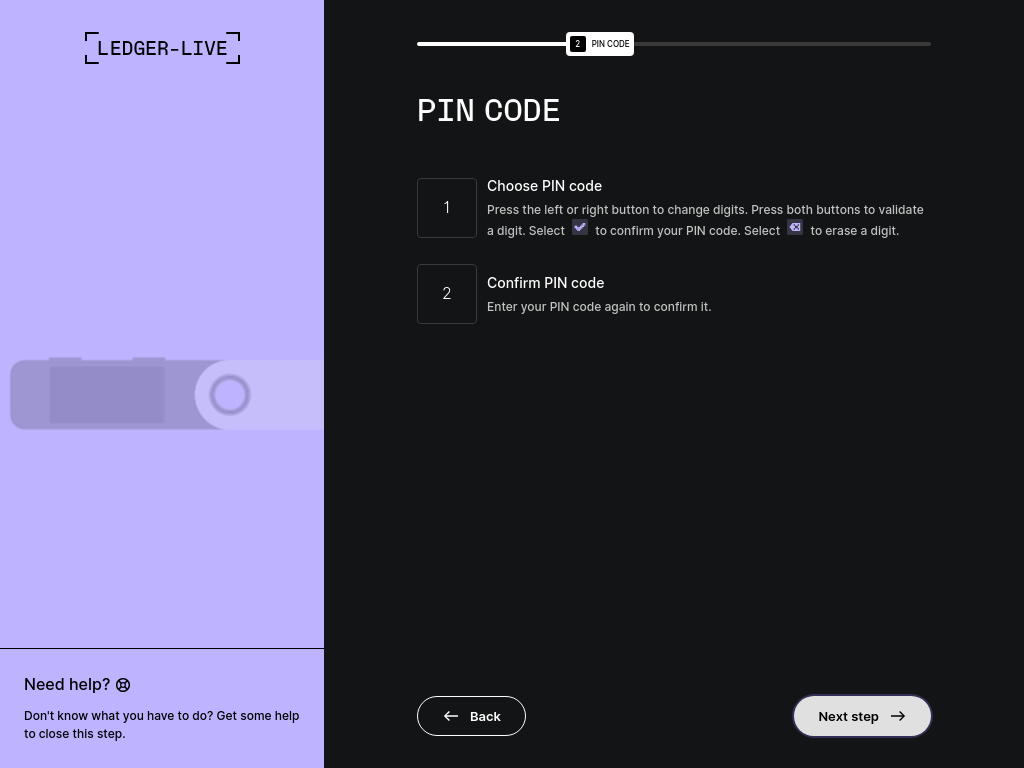 LEDGER-LIVE
2 PIN CODE
PIN CODE
1
Choose PIN code
Press the left or right button to change digits. Press both buttons to validate
a digit. Select to confirm your PIN code. Select to erase a digit.
2
Confirm PIN code
Enter your PIN code again to confirm it.
Need help?
Don't know what you have to do? Get some help
to close this step.
Back
Next step